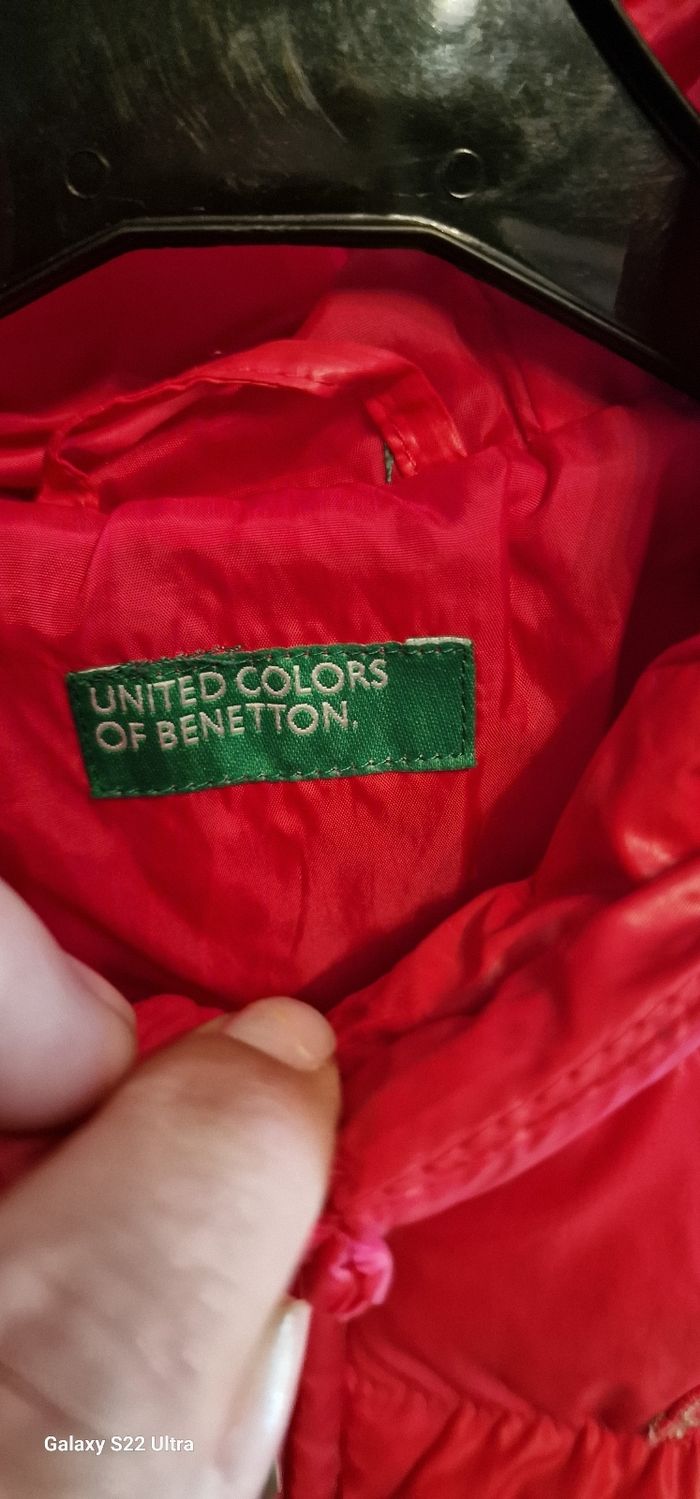 UNITED COLORS
OF BENETTON.
Galaxy S22 Ultra